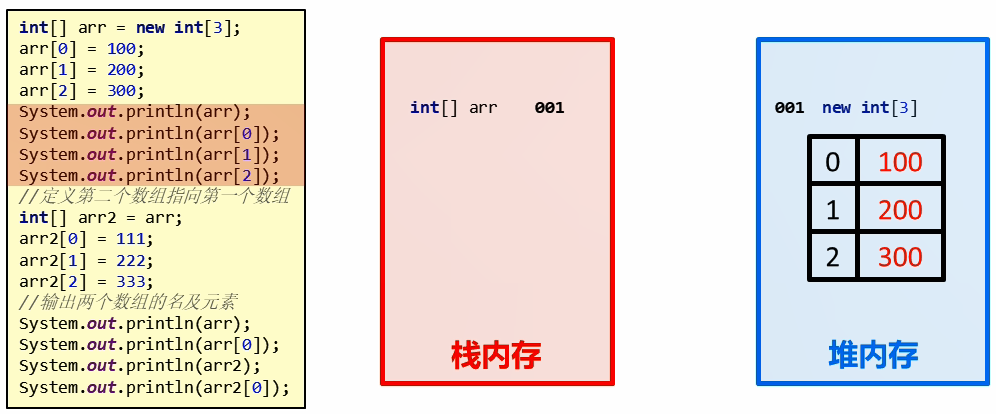 int[] arr = new int[3];
arr[0] = 100;
arr[1] = 200;
arr[2] = 300;
System.out.println(arr);
System.out.println(arr[0]);
System.out.println(arr[1]);
System.out.println(arr[2]);
//定义第二个数组指向第一个数组
int[] arr2 = arr;
arr2[0] = 111;
arr2[1] = 222;
arr2[2] = 333;
//输出两个数组的名及元素
System.out.println(arr);
System.out.println(arr[0]);
System.out.println(arr2);
System.out.println(arr2[0]);
int[] arr 001
栈内存
001 new int[3]
0 100
1 200
2 300
堆内存